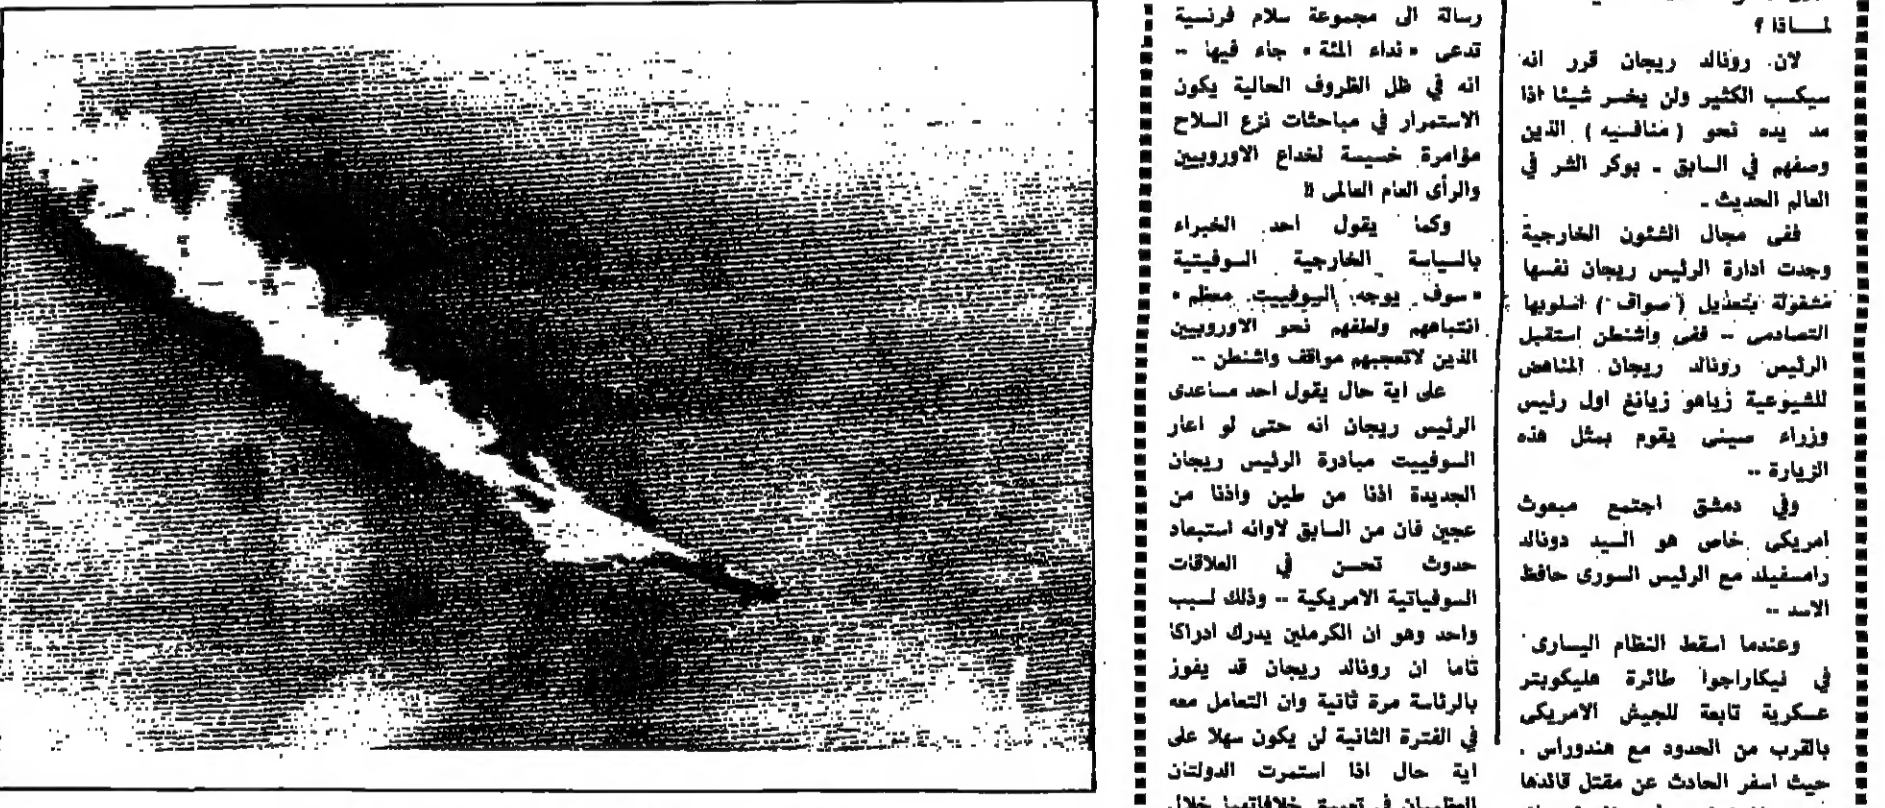 لمــاذا ؟
لان رونالد ريجان قرر انه
سيكسب الكثير ولن يخسر شيئا اذا
مد يده نحو ( منافسيه ) الذين
وصفهم في السابق - بوكر الشر في
العالم الحديث -
ففى مجال الشئون الخارجية
وجدت ادارة الرئيس ريجان نفسها
مشغولة بتعديل ( صواف ) اسلوبها
التصادمى -- ففى واشنطن استقبل
الرئيس رونالد ريجان المناهض
للشيوعية زياهو زيانغ اول رئيس
وزراء صينى يقوم بمثل هذه
الزيارة --
وفي دمشق اجتمع مبعوث
امريكى خاص هو السيد دونالد
رامسفيلد مع الرئيس السورى حافظ
الاسد --
وعندما اسقط النظام اليسارى
في نيكاراجوا طائرة هليكوبتر
عسكرية تابعة للجيش الامريكى
بالقرب من الحدود مع هندوراس .
حيث اسفر الحادث عن مقتل قائدها
رسالة الى مجموعة سلام فرنسية
تدعى « نداء المئة » جاء فيها --
انه في ظل الظروف الحالية يكون
الاستمرار في مباحثات نزع السلاح
مؤامرة خسيسة لخداع الاوروبيين
والرأى العام العالمى !!
وكما يقول احد الخبراء
بالسياسة الخارجية السوفيتية
« سوف يوجه السوفييت معظم »
انتباههم ولطفهم نحو الاوروبيين
الذين لاتعجبهم مواقف واشنطن --
على اية حال يقول احد مساعدى
الرئيس ريجان انه حتى لو اعار
السوفييت مبادرة الرئيس ريجان
الجديدة اذنا من طين واذنا من
عجين فان من السابق لاوانه استبعاد
حدوث تحسن في العلاقات
السوفياتية الامريكية -- وذلك لسبب
واحد وهو ان الكرملين يدرك ادراكا
تاما ان رونالد ريجان قد يفوز
بالرئاسة مرة ثانية وان التعامل معه
في الفترة الثانية لن يكون سهلا على
اية حال اذا استمرت الدولتان
العظميان في تعميق خلافاتهما خلال